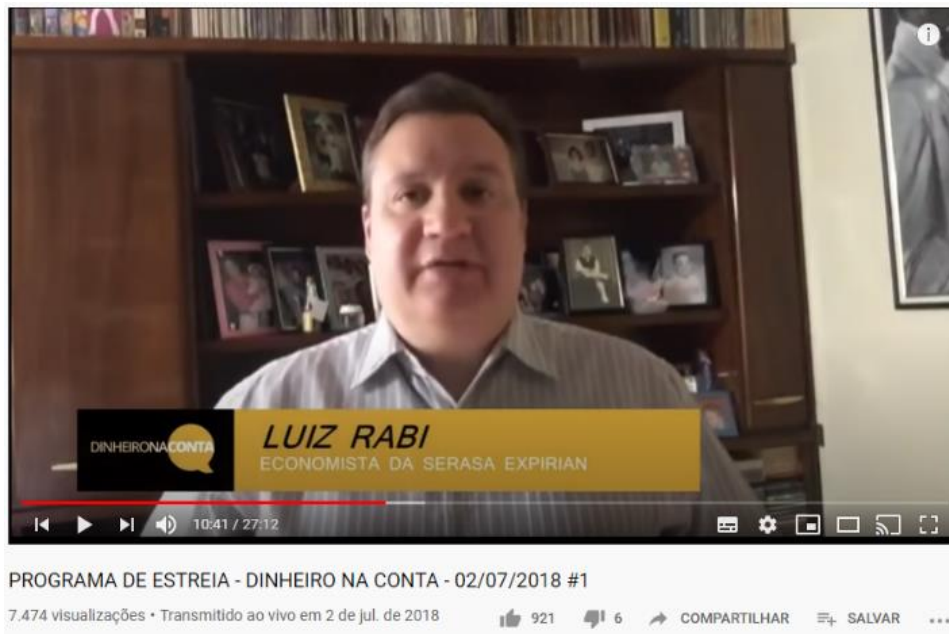 DINHEIRONACONTA
LUIZ RABI
ECONOMISTA DA SERASA EXPIRIAN
10:41 / 27:12
PROGRAMA DE ESTREIA - DINHEIRO NA CONTA - 02/07/2018 #1
7.474 visualizações • Transmitido ao vivo em 2 de jul. de 2018 921 6 COMPARTILHAR SALVAR